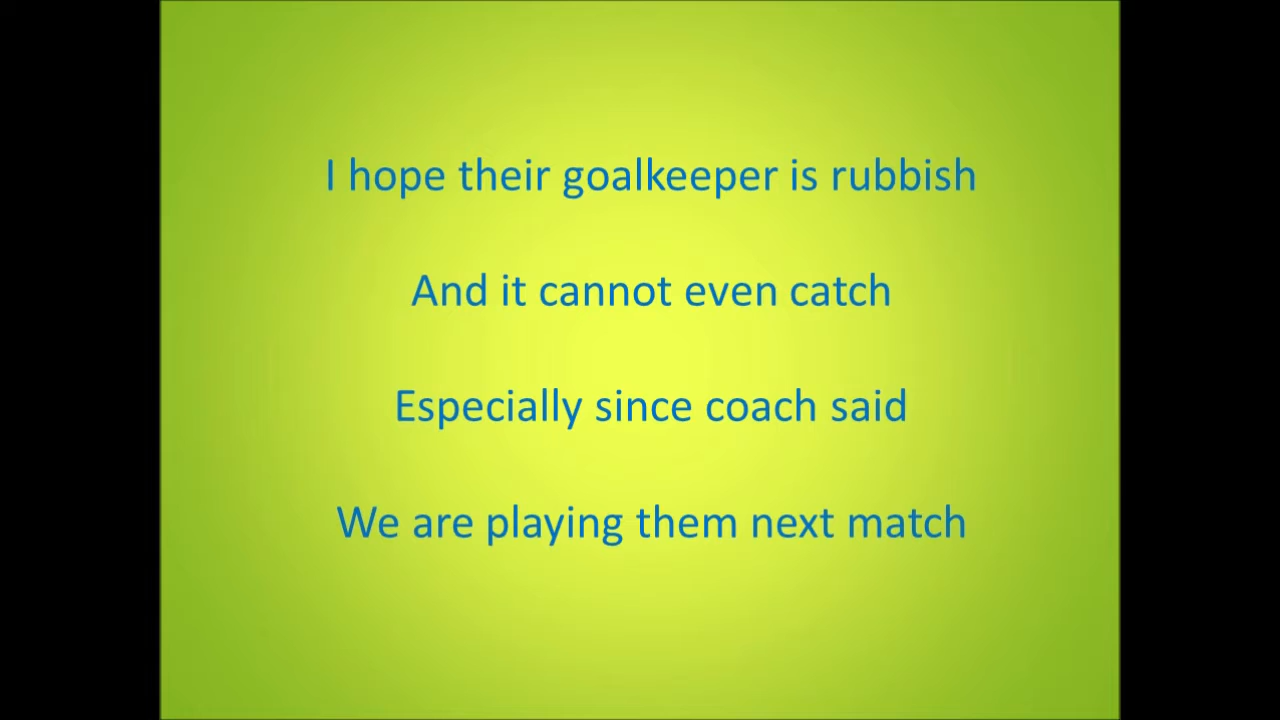 I hope their goalkeeper is rubbish
And it cannot even catch
Especially since coach said
We are playing them next match